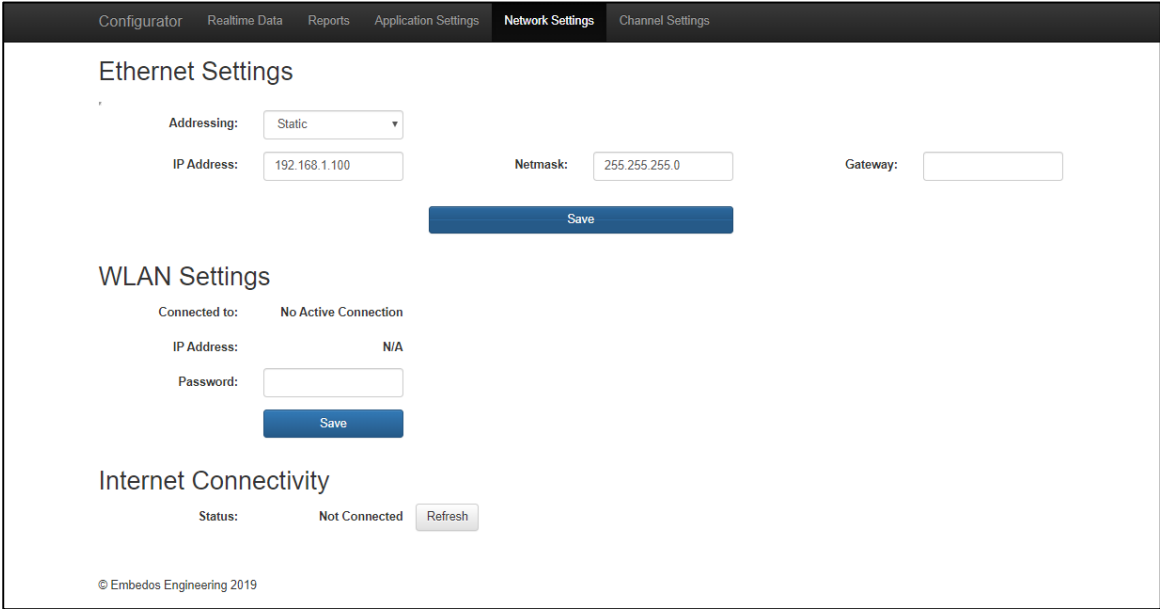 Configurator Realtime Data Reports Application Settings Network Settings Channel Settings
Ethernet Settings
,
Addressing: Static
IP Address: 192.168.1.100 Netmask: 255.255.255.0 Gateway:
Save
WLAN Settings
Connected to: No Active Connection
IP Address: N/A
Password:
Save
Internet Connectivity
Status: Not Connected Refresh
© Embedos Engineering 2019